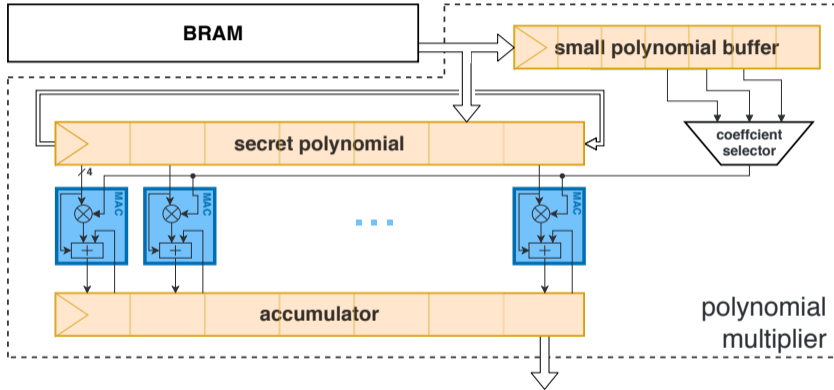 BRAM
small polynomial buffer
coeffcient
selector
secret polynomial
4
MAC
MAC
MAC
+
+
+
...
accumulator
polynomial
multiplier